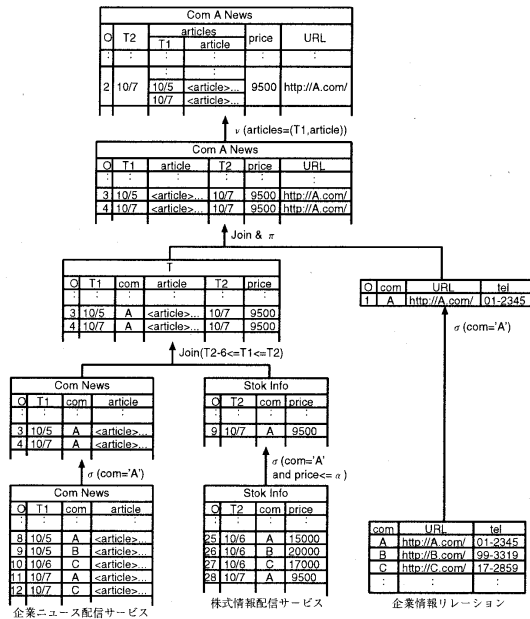 Com A News
O T2 articles price URL
T1 article
: : : : : :
: :
2 10/7 10/5 <article>... 9500 http://A.com/
10/7 <article>...
ν (articles=(T1,article))
Com A News
O T1 article T2 price URL
: : : : : :
3 10/5 <article>... 10/7 9500 http://A.com/
4 10/7 <article>... 10/7 9500 http://A.com/
Join & π
T
O T1 com article T2 price
: : : : : :
3 10/5 A <article>... 10/7 9500
4 10/7 A <article>... 10/7 9500
O com URL tel
1 A http://A.com/ 01-2345
σ (com='A')
Join(T2-6<=T1<=T2)
Com News
O T1 com article
: : : :
3 10/5 A <article>...
4 10/7 A <article>...
Stok Info
O T2 com price
: : : :
9 10/7 A 9500
σ (com='A')
σ (com='A'
and price<= α)
Com News
O T1 com article
: : : :
8 10/5 A <article>...
9 10/5 B <article>...
10 10/6 C <article>...
11 10/7 A <article>...
12 10/7 C <article>...
企業ニュース配信サービス
Stok Info
O T2 com price
: : : :
25 10/6 A 15000
26 10/6 B 20000
27 10/6 C 17000
28 10/7 A 9500
株式情報配信サービス
com URL tel
A http://A.com/ 01-2345
B http://B.com/ 99-3319
C http://C.com/ 17-2859
: : :
企業情報リレーション